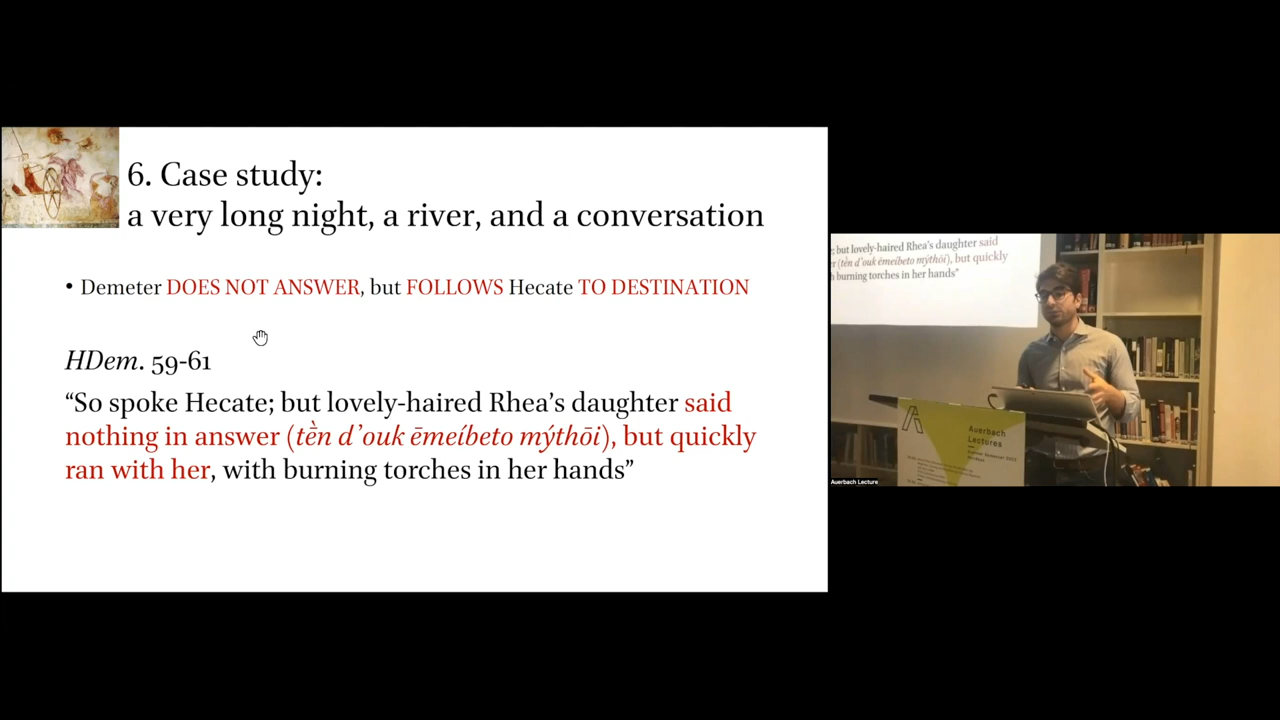 6. Case study:
a very long night, a river, and a conversation
• Demeter DOES NOT ANSWER, but FOLLOWS Hecate TO DESTINATION
HDem. 59-61
“So spoke Hecate; but lovely-haired Rhea’s daughter said
nothing in answer (tḕn d’ouk ēmeíbeto mýthōi), but quickly
ran with her, with burning torches in her hands”
; but lovely-haired Rhea’s daughter said
r (tḕn d’ouk ēmeíbeto mýthōi), but quickly
h burning torches in her hands”
Auerbach
Lectures
Auerbach Lecture